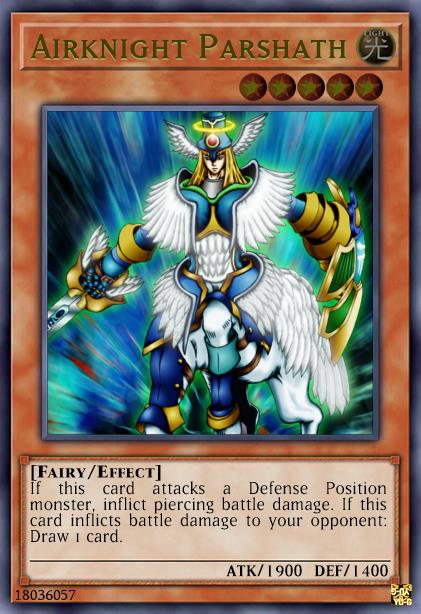 AIRKNIGHT PARSHATH
LIGHT
光
[FAIRY/EFFECT]
If this card attacks a Defense Position
monster, inflict piercing battle damage. If this
card inflicts battle damage to your opponent:
Draw 1 card.
ATK/1900 DEF/1400
18036057